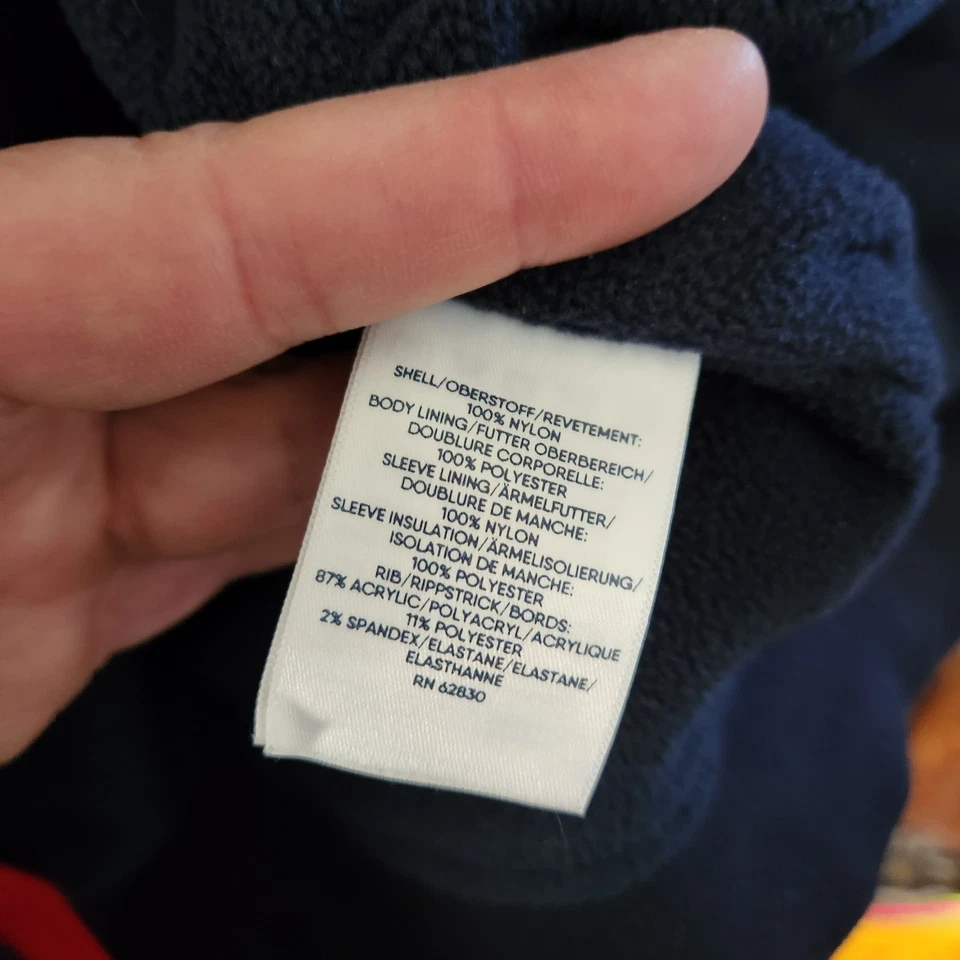 SHELL/OBERSTOFF/REVETEMENT:
100% NYLON
BODY LINING/FUTTER OBERBEREICH/
DOUBLURE CORPORELLE:
100% POLYESTER
SLEEVE LINING/ÄRMELFUTTER/
DOUBLURE DE MANCHE:
100% NYLON
SLEEVE INSULATION/ÄRMELISOLIERUNG/
ISOLATION DE MANCHE:
100% POLYESTER
RIB/RIPPSTRICK/BORDS:
87% ACRYLIC/POLYACRYL/ACRYLIQUE
11% POLYESTER
2% SPANDEX/ELASTANE/ELASTANE/
ELASTHANNE
RN 62830